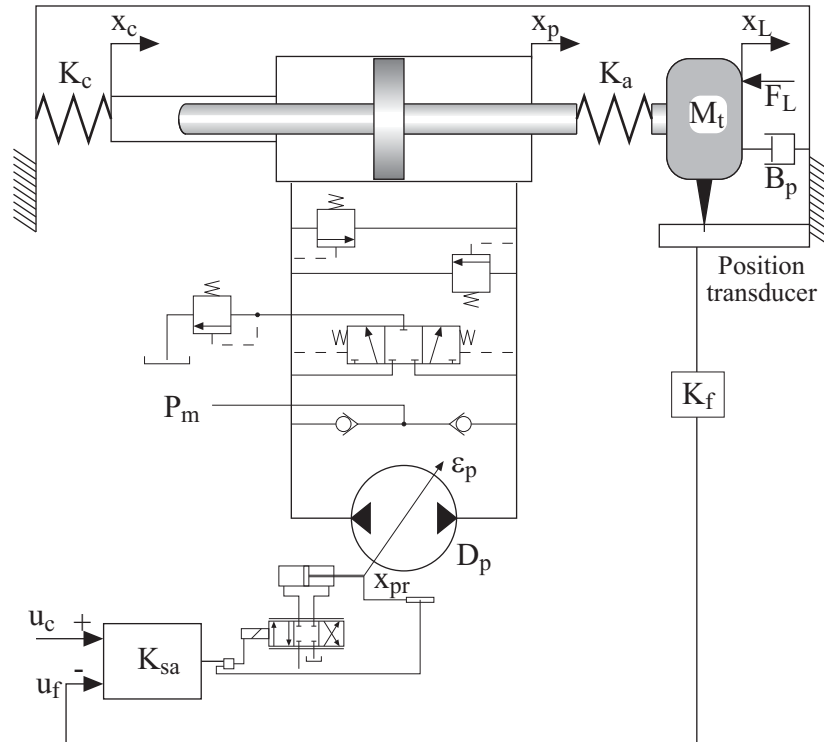 x_c
x_p
x_L
K_c
K_a
F_L
M_t
B_p
Position
transducer
P_m
K_f
ε_p
D_p
x_pr
u_c +
K_sa
u_f -